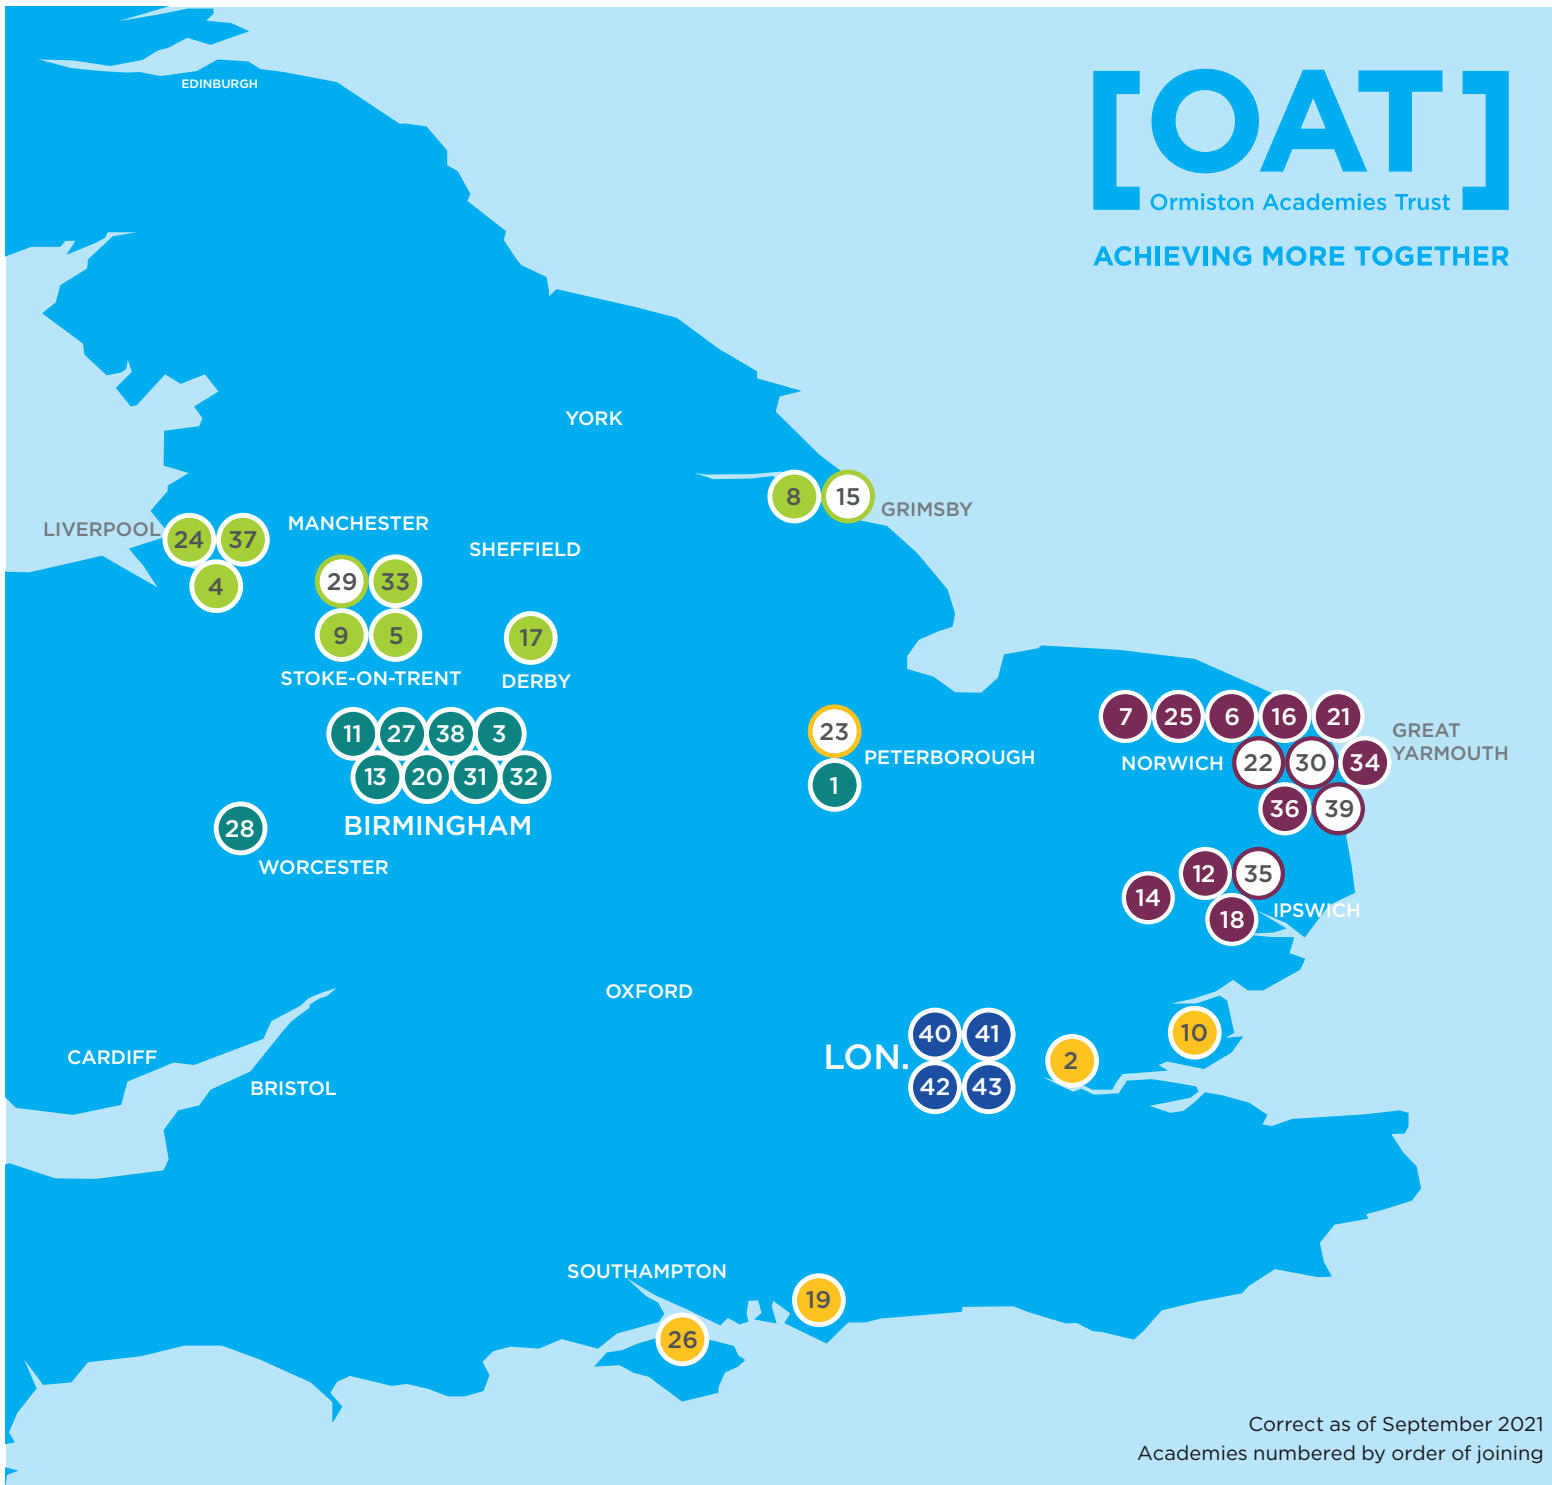 EDINBURGH
[OAT]
Ormiston Academies Trust
ACHIEVING MORE TOGETHER
YORK
8 15
GRIMSBY
LIVERPOOL
24 37
4
MANCHESTER
SHEFFIELD
29 33
9 5
STOKE-ON-TRENT
17
DERBY
11 27 38 3
13 20 31 32
BIRMINGHAM
28
WORCESTER
23
PETERBOROUGH
1
7 25 6 16 21
GREAT
YARMOUTH
NORWICH
22 30 34
36 39
12 35
14
18
IPSWICH
OXFORD
CARDIFF
BRISTOL
LON.
40 41
42 43
2
10
SOUTHAMPTON
19
26
Correct as of September 2021
Academies numbered by order of joining